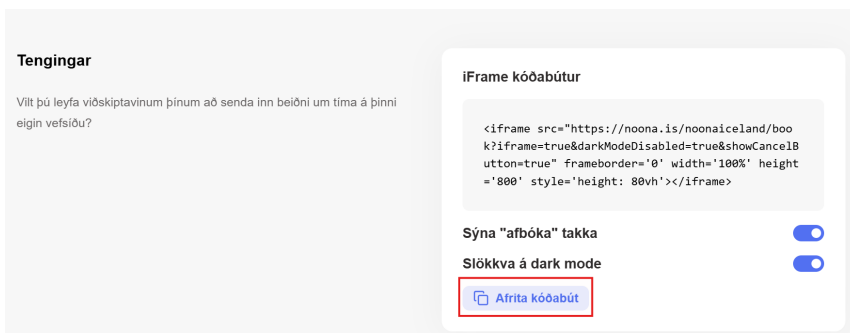 Tengingar
Vilt þú leyfa viðskiptavinum þínum að senda inn beiðni um tíma á þinni
eigin vefsíðu?
iFrame kóðabútur
<iframe src="https://noona.is/noonaiceland/boo
k?iframe=true&darkModeDisabled=true&showCancelB
utton=true" frameborder='0' width='100%' height
='800' style='height: 80vh'></iframe>
Sýna "afbóka" takka
Slökkva á dark mode
Afrita kóðabút